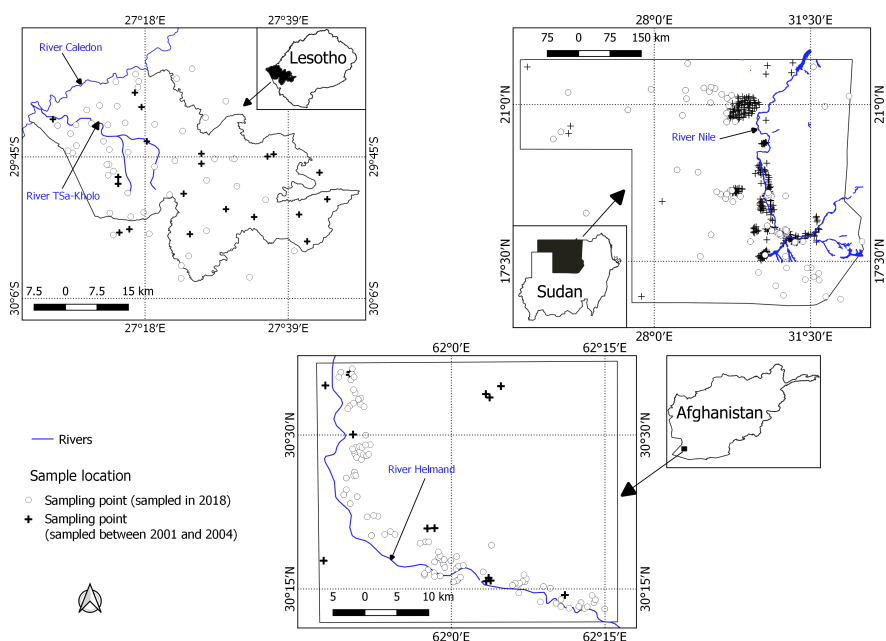 27°18′E
27°39′E
River Caledon
Lesotho
29°45′S
29°45′S
River TSa-Kholo
30°6′S
30°6′S
7.5 0 7.5 15 km
27°18′E
27°39′E
28°0′E
31°30′E
75 0 75 150 km
21°0′N
21°0′N
River Nile
17°30′N
17°30′N
Sudan
28°0′E
31°30′E
62°0′E
62°15′E
30°30′N
30°30′N
Afghanistan
River Helmand
30°15′N
30°15′N
5 0 5 10 km
62°0′E
62°15′E
Rivers
Sample location
Sampling point (sampled in 2018)
Sampling point
(sampled between 2001 and 2004)